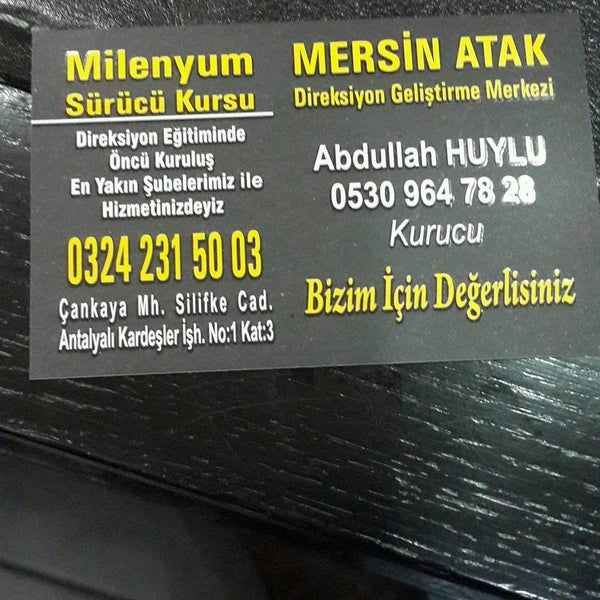 Milenyum
Sürücü Kursu
Direksiyon Eğitiminde
Öncü Kuruluş
En Yakın Şubelerimiz ile
Hizmetinizdeyiz
0324 231 50 03
Çankaya Mh. Silifke Cad.
Antalyalı Kardeşler İşh. No:1 Kat:3
MERSİN ATAK
Direksiyon Geliştirme Merkezi
Abdullah HUYLU
0530 964 78 28
Kurucu
Bizim İçin Değerlisiniz